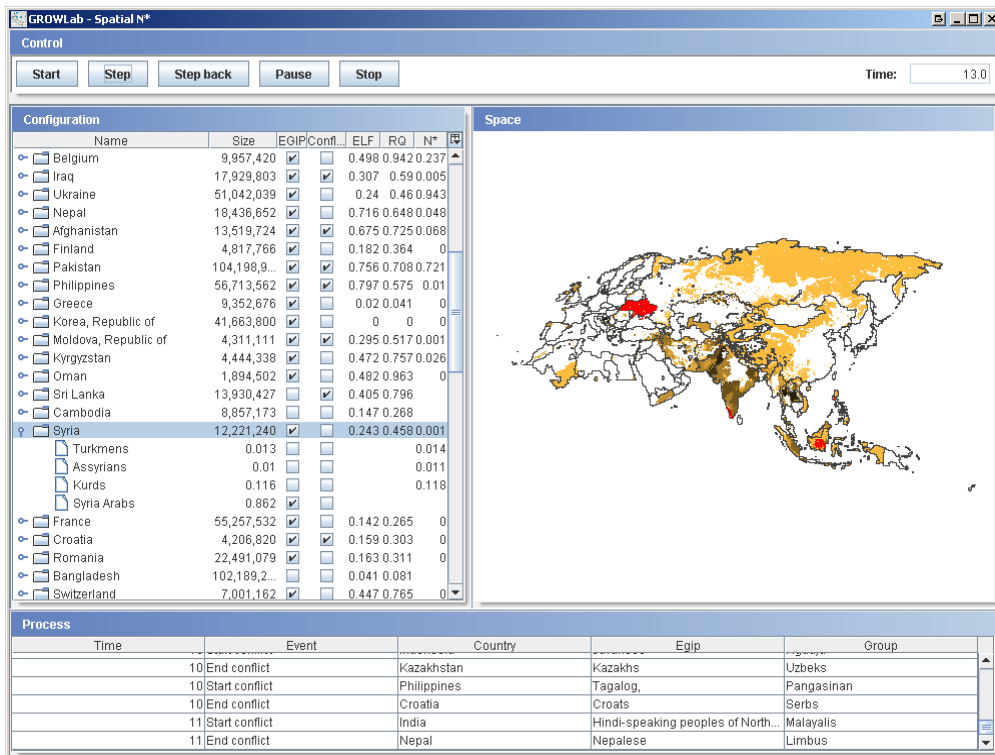 GROWLab - Spatial N*
Control
Start Step Step back Pause Stop Time: 13.0
Configuration
Name Size EGIP Confl... ELF RQ N*
Belgium 9,957,420 0.498 0.942 0.237
Iraq 17,929,803 0.307 0.59 0.005
Ukraine 51,042,039 0.24 0.46 0.943
Nepal 18,436,652 0.716 0.648 0.048
Afghanistan 13,519,724 0.675 0.725 0.068
Finland 4,817,766 0.182 0.364 0
Pakistan 104,198,9... 0.756 0.708 0.721
Philippines 56,713,562 0.797 0.575 0.01
Greece 9,352,676 0.02 0.041 0
Korea, Republic of 41,663,800 0 0 0
Moldova, Republic of 4,311,111 0.295 0.517 0.001
Kyrgyzstan 4,444,338 0.472 0.757 0.026
Oman 1,894,502 0.482 0.963 0
Sri Lanka 13,930,427 0.405 0.796
Cambodia 8,857,173 0.147 0.268
Syria 12,221,240 0.243 0.458 0.001
Turkmens 0.013 0.014
Assyrians 0.01 0.011
Kurds 0.116 0.118
Syria Arabs 0.862
France 55,257,532 0.142 0.265 0
Croatia 4,206,820 0.159 0.303 0
Romania 22,491,079 0.163 0.311 0
Bangladesh 102,189,2... 0.041 0.081
Switzerland 7,001,162 0.447 0.765 0
Space
Process
Time Event Country Egip Group
10 End conflict Kazakhstan Kazakhs Uzbeks
10 Start conflict Philippines Tagalog, Pangasinan
10 End conflict Croatia Croats Serbs
11 Start conflict India Hindi-speaking peoples of North... Malayalis
11 End conflict Nepal Nepalese Limbus